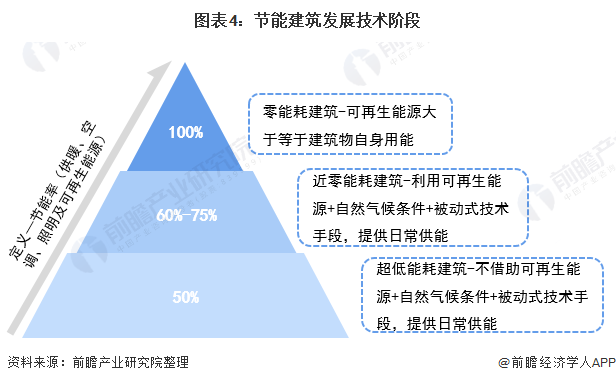 图表4：节能建筑发展技术阶段
定义—节能率（供暖、空
调、照明及可再生能源）
100%
零能耗建筑-可再生能源大
于等于建筑物自身用能
60%-75%
近零能耗建筑-利用可再生能
源+自然气候条件+被动式技术
手段，提供日常供能
50%
超低能耗建筑-不借助可再生能
源+自然气候条件+被动式技术手
段，提供日常供能
前瞻产业研究院
资料来源：前瞻产业研究院整理
@前瞻经济学人APP